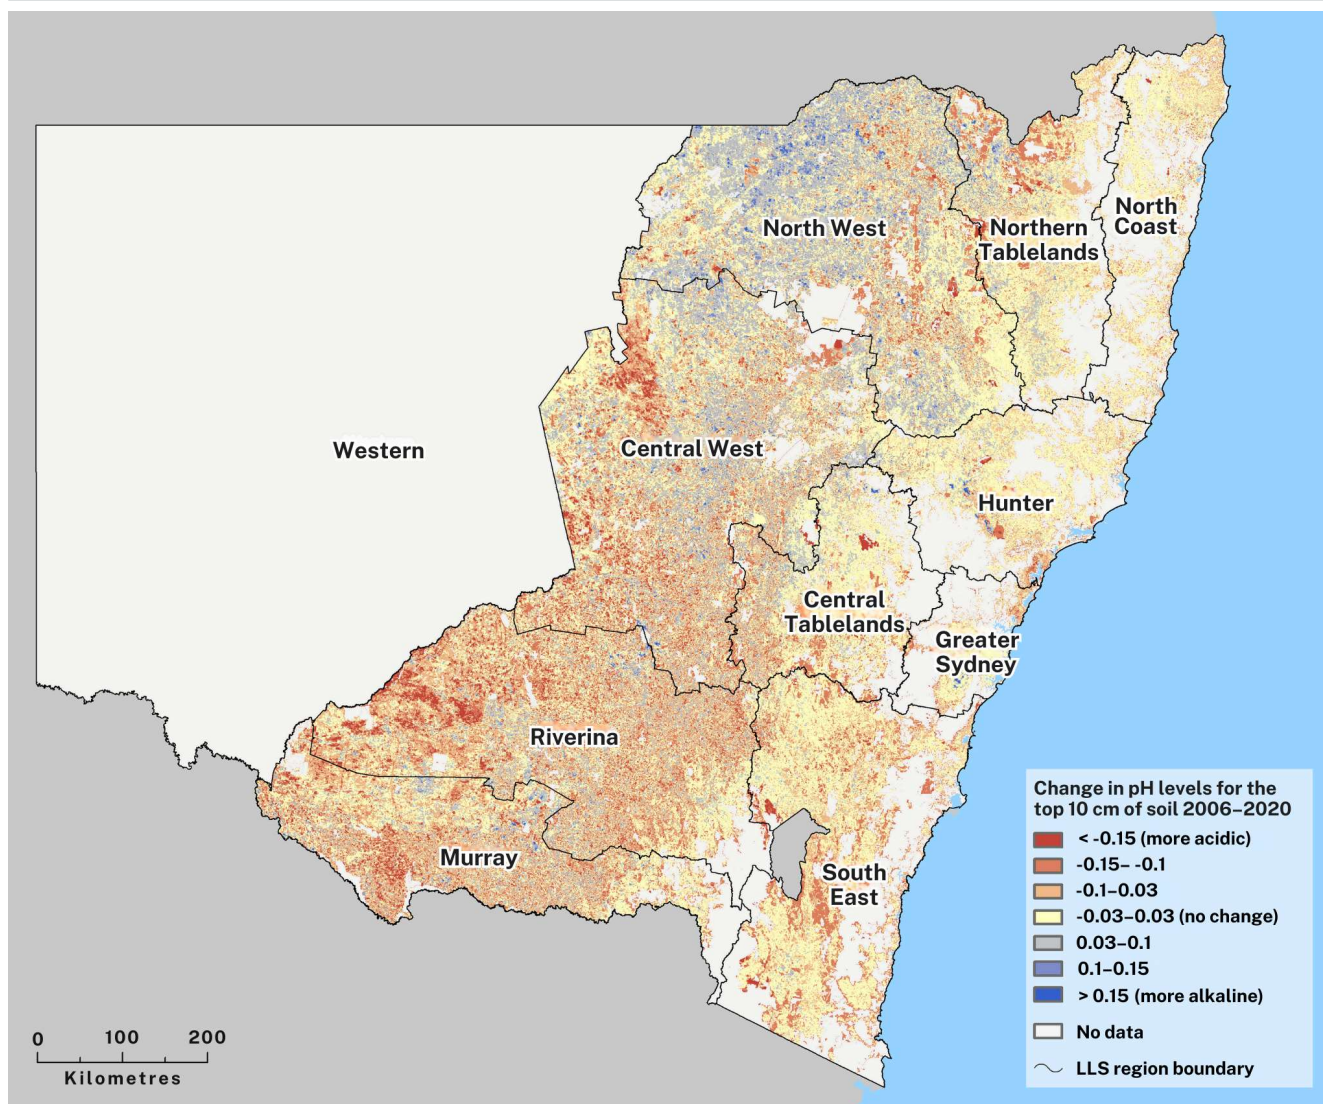 North West
Northern
Tablelands
North
Coast
Western
Central West
Hunter
Central
Tablelands
Greater
Sydney
Riverina
Murray
South
East
Change in pH levels for the
top 10 cm of soil 2006–2020
< -0.15 (more acidic)
-0.15– -0.1
-0.1–0.03
-0.03–0.03 (no change)
0.03–0.1
0.1–0.15
> 0.15 (more alkaline)
No data
LLS region boundary
0 100 200
Kilometres